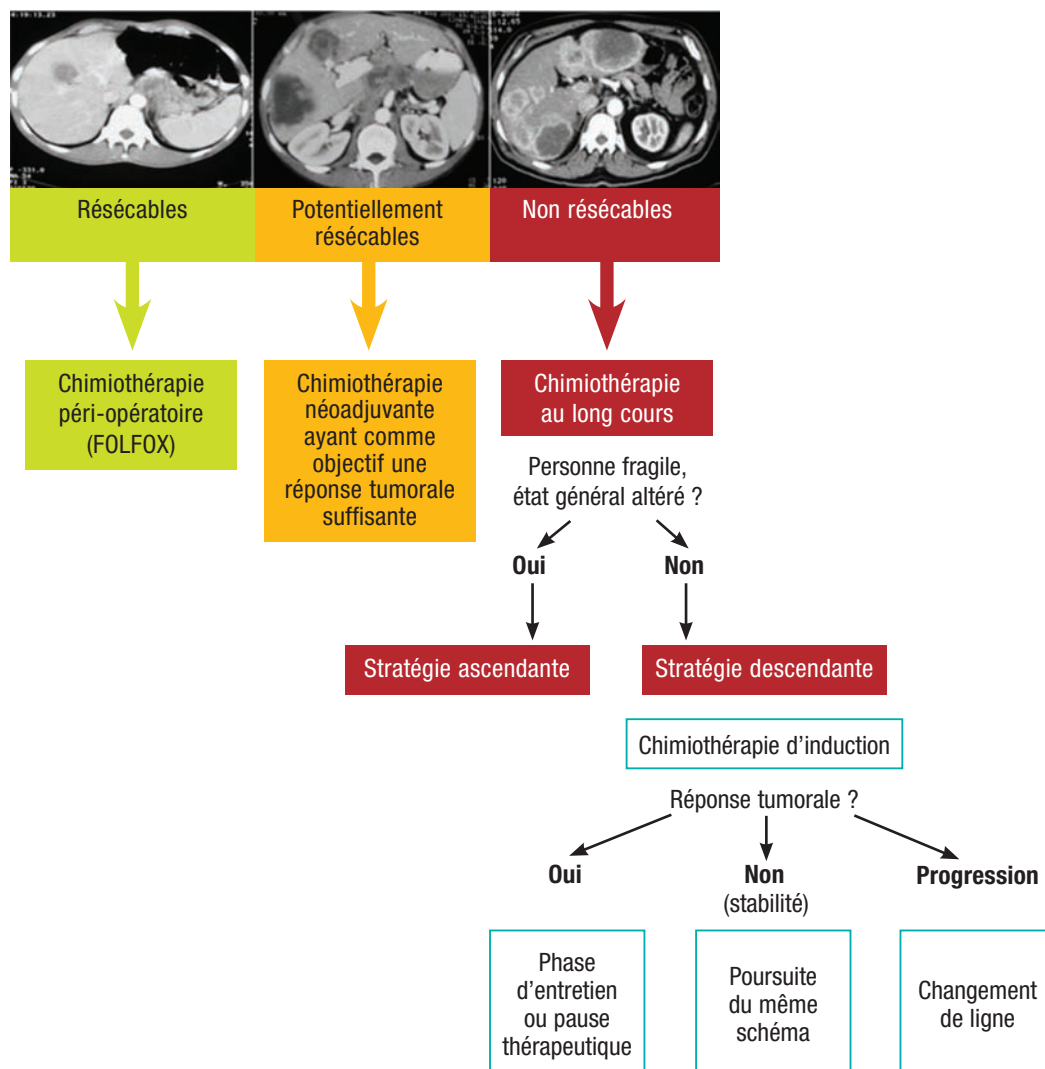 Résécables
Potentiellement
résécables
Non résécables
Chimiothérapie
péri-opératoire
(FOLFOX)
Chimiothérapie
néoadjuvante
ayant comme
objectif une
réponse tumorale
suffisante
Chimiothérapie
au long cours
Personne fragile,
état général altéré ?
Oui
Non
Stratégie ascendante
Stratégie descendante
Chimiothérapie d’induction
Réponse tumorale ?
Oui
Non
(stabilité)
Progression
Phase
d’entretien
ou pause
thérapeutique
Poursuite
du même
schéma
Changement
de ligne